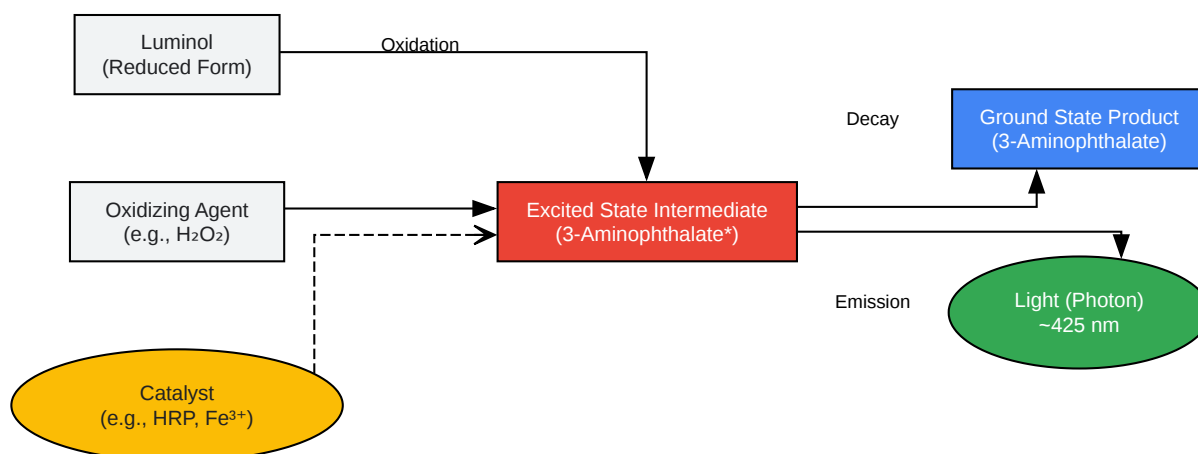 Luminol
(Reduced Form)
Oxidation
Decay
Ground State Product
(3-Aminophthalate)
Oxidizing Agent
(e.g., H₂O₂)
Excited State Intermediate
(3-Aminophthalate*)
Emission
Light (Photon)
~425 nm
Catalyst
(e.g., HRP, Fe³⁺)